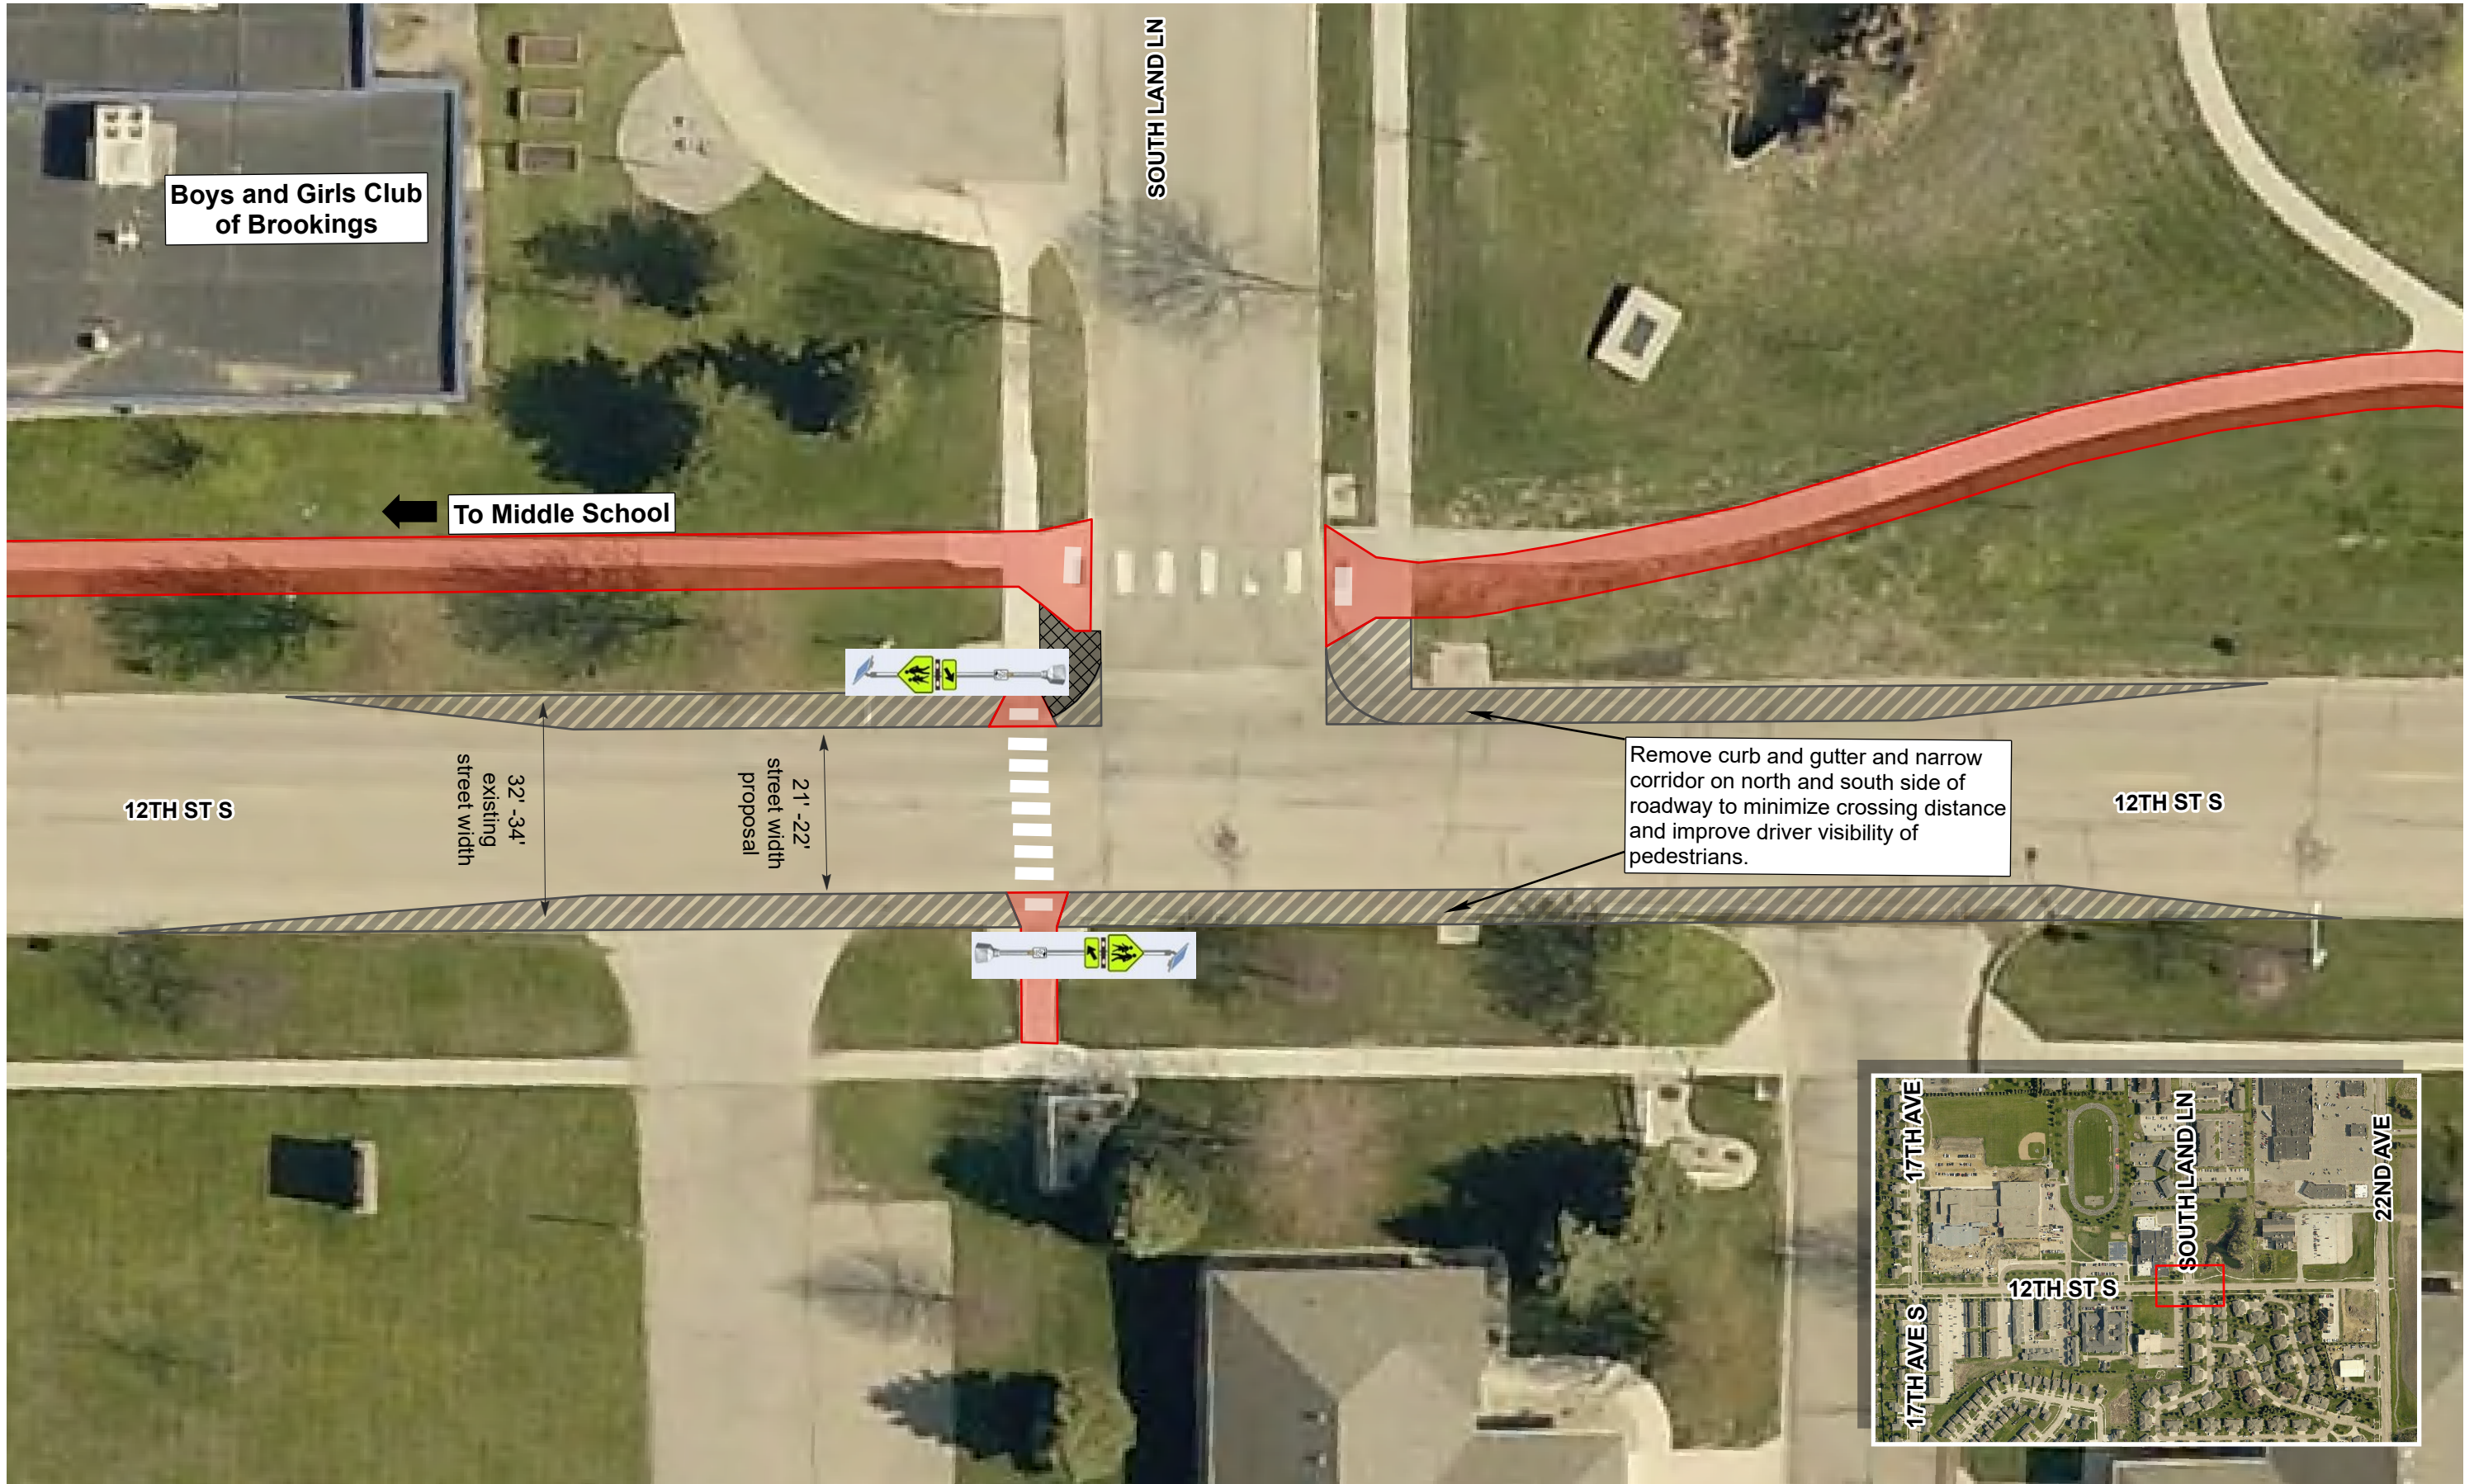 SOUTH LAND LN
Boys and Girls Club
of Brookings
To Middle School
32' -34'
existing
street width
21' -22'
street width
proposal
Remove curb and gutter and narrow
corridor on north and south side of
roadway to minimize crossing distance
and improve driver visibility of
pedestrians.
12TH ST S
12TH ST S
17TH AVE
SOUTH LAND LN
22ND AVE
12TH ST S
17TH AVE S